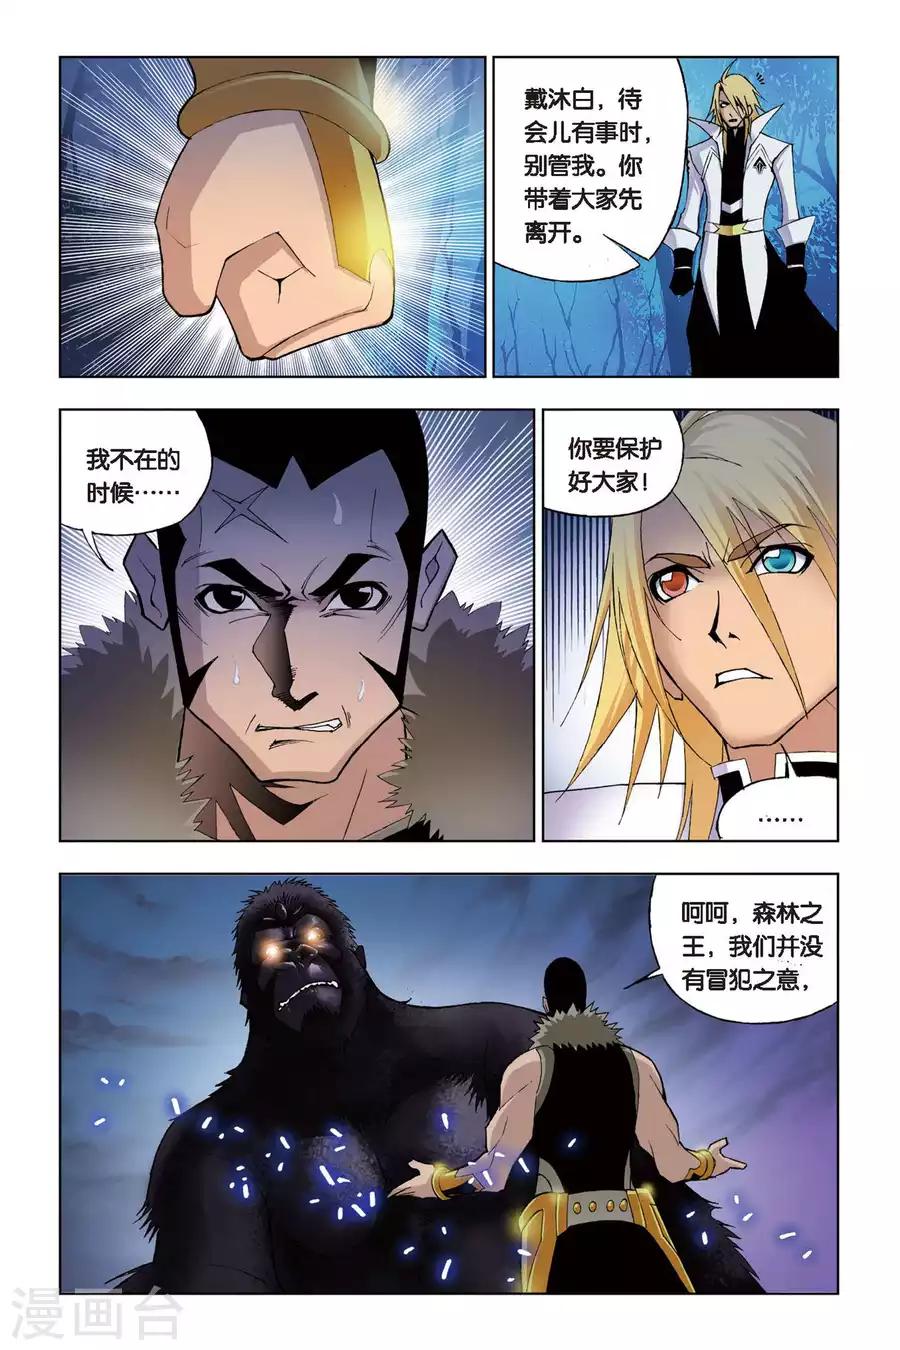 戴沐白，待
会儿有事时，
别管我。你
带着大家先
离开。
我不在的
时候……
你要保护
好大家！
……
呵呵，森林之
王，我们并没
有冒犯之意，
漫画台